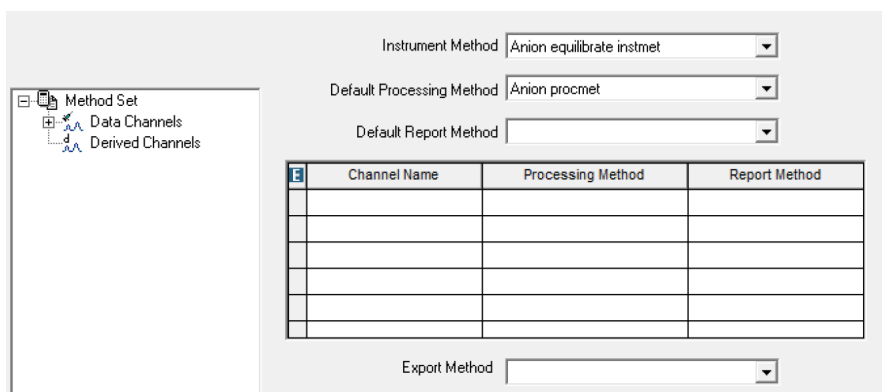 Instrument Method Anion equilibrate instmet
Default Processing Method Anion procmet
Default Report Method
Method Set
Data Channels
Derived Channels
E Channel Name Processing Method Report Method
Export Method